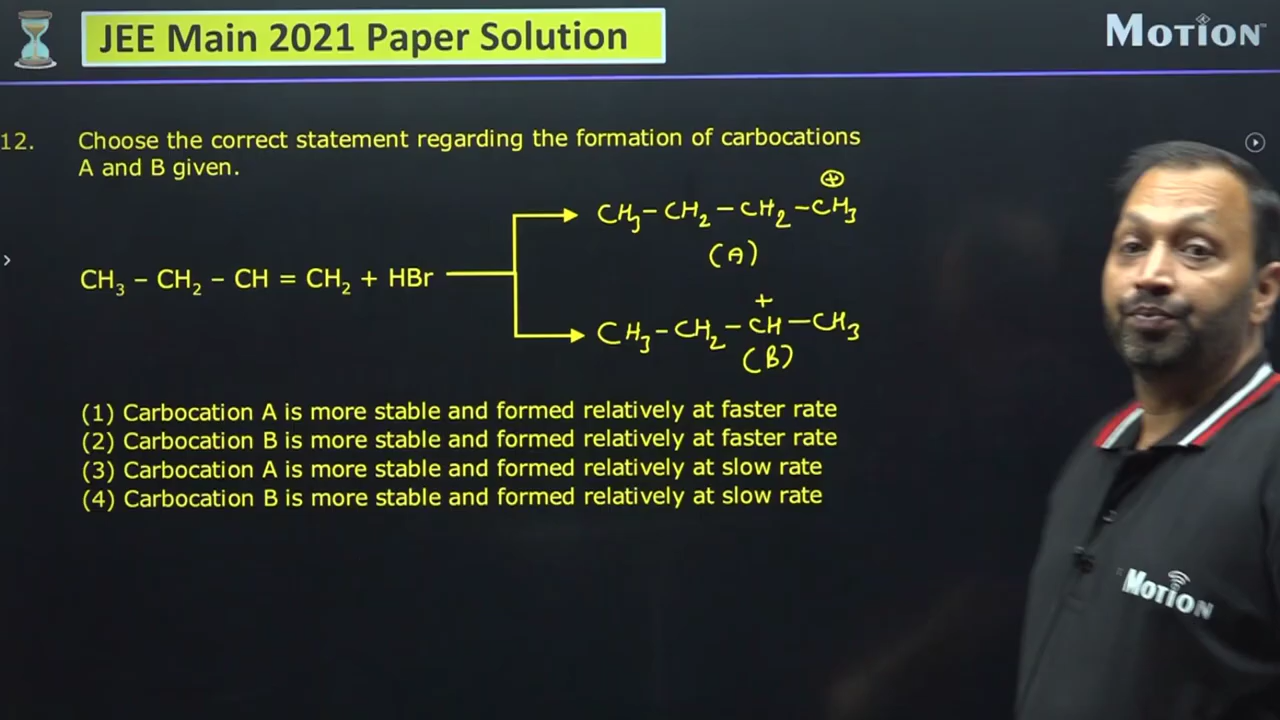 JEE Main 2021 Paper Solution
MOTION™
12. Choose the correct statement regarding the formation of carbocations
A and B given.
CH₃ – CH₂ – CH = CH₂ + HBr
CH₃ – CH₂ – CH₂ – CH₃ ⊕
(A)
+
CH₃ – CH₂ – CH – CH₃
(B)
(1) Carbocation A is more stable and formed relatively at faster rate
(2) Carbocation B is more stable and formed relatively at faster rate
(3) Carbocation A is more stable and formed relatively at slow rate
(4) Carbocation B is more stable and formed relatively at slow rate
MOTION